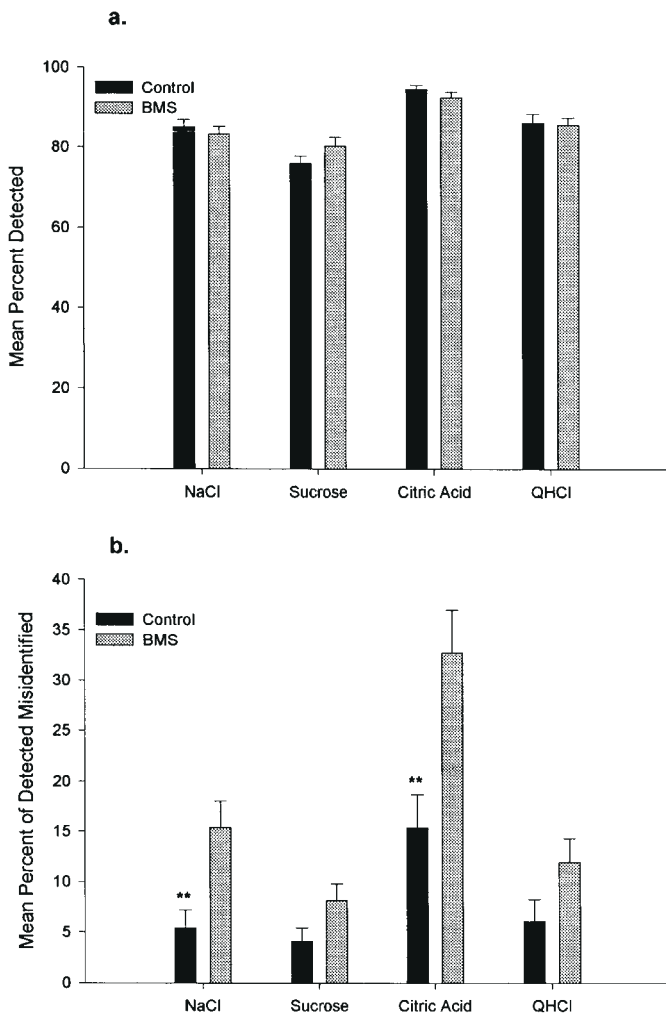 a.
100
80
60
40
20
0
Mean Percent Detected
Control
BMS
NaCl
Sucrose
Citric Acid
QHCl
b.
40
35
30
25
20
15
10
5
0
Mean Percent of Detected Misidentified
Control
BMS
**
**
NaCl
Sucrose
Citric Acid
QHCl